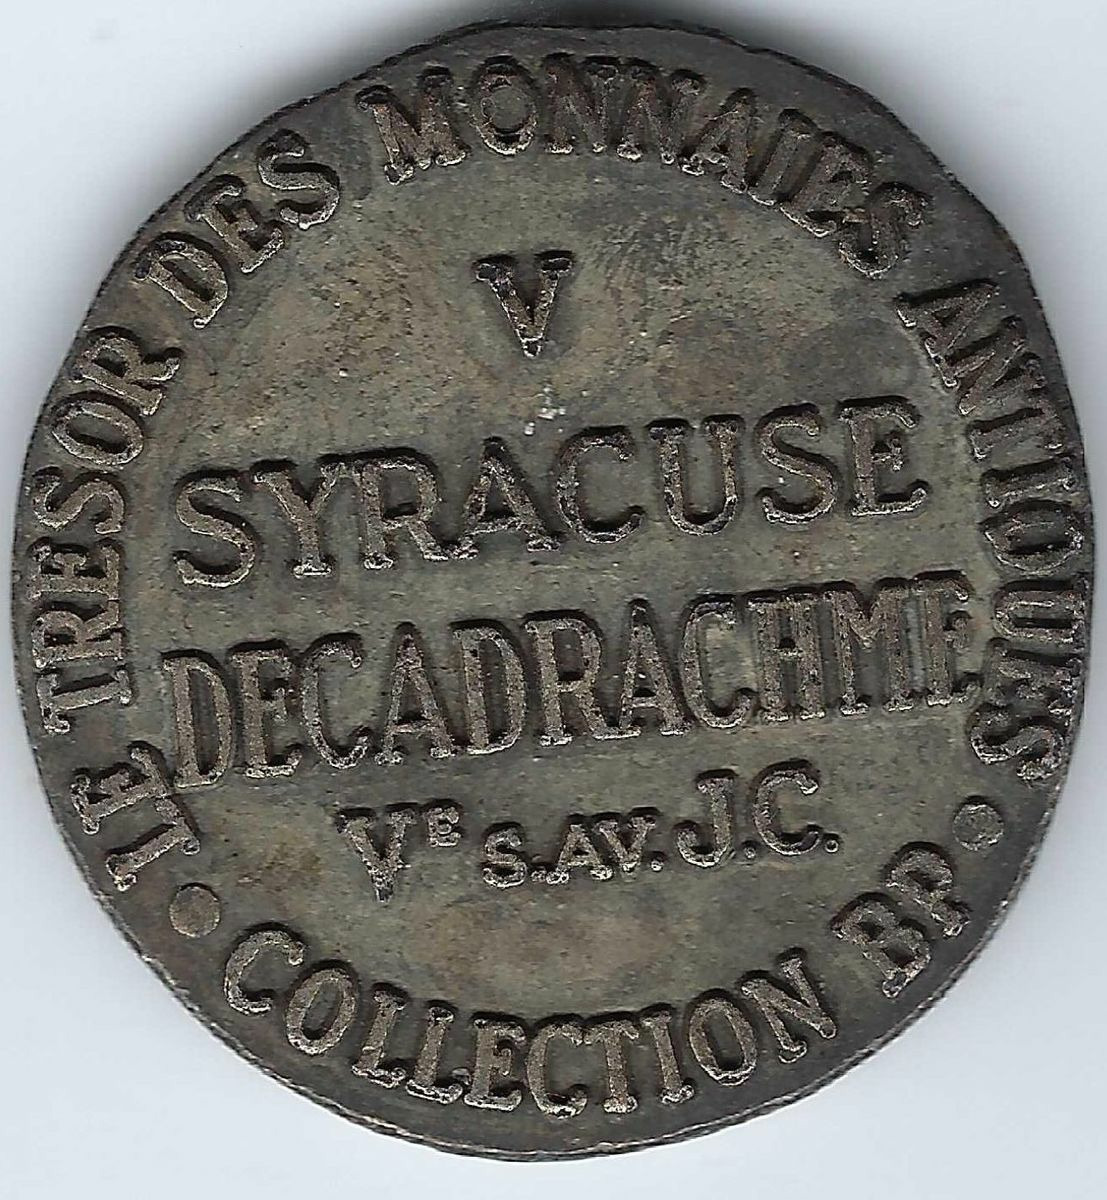 LE TRESOR DES MONNAIES ANTIQUES
V
SYRACUSE
DECADRACHME
Vᴱ S.AV. J.C.
• COLLECTION BP •